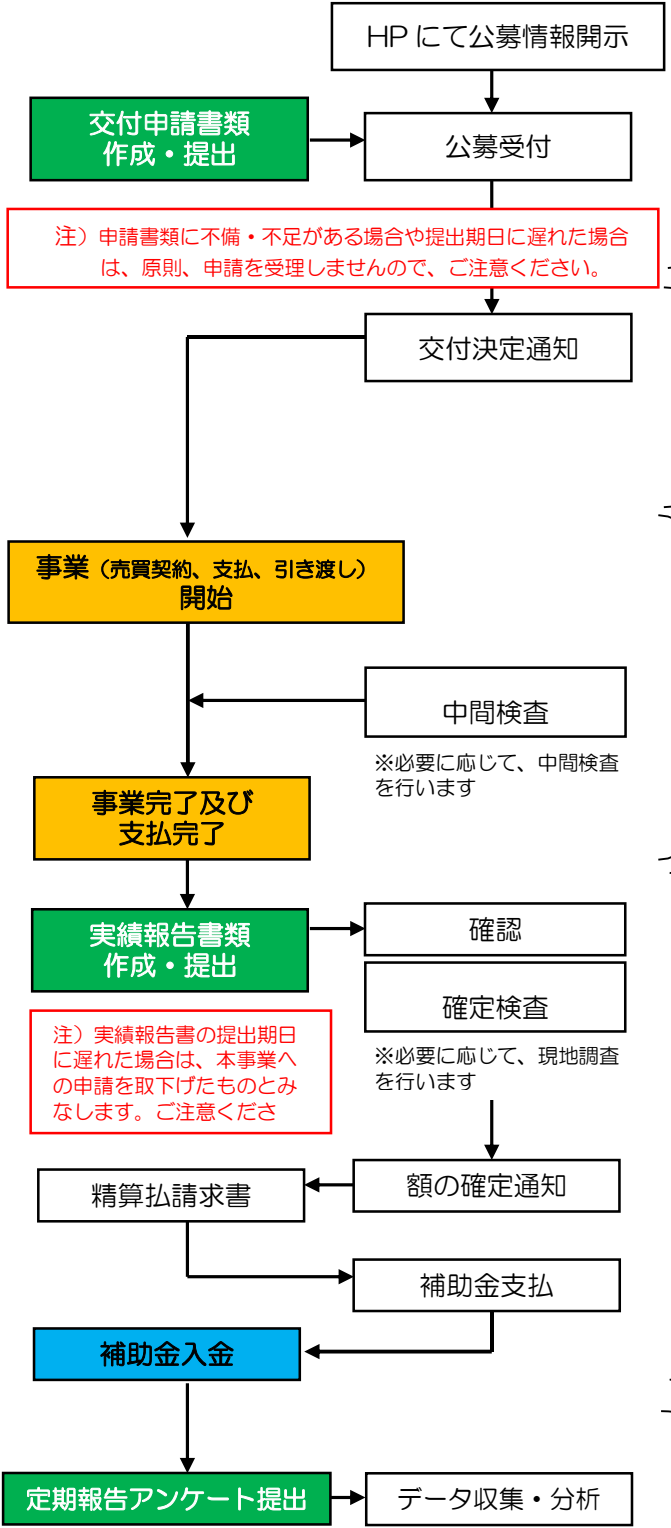 HPにて公募情報開示
交付申請書類
作成・提出
公募受付
注）申請書類に不備・不足がある場合や提出期日に遅れた場合
は、原則、申請を受理しませんので、ご注意ください。
交付決定通知
事業（売買契約、支払、引き渡し）
開始
中間検査
※必要に応じて、中間検査
を行います
事業完了及び
支払完了
実績報告書類
作成・提出
確認
確定検査
※必要に応じて、現地調査
を行います
注）実績報告書の提出期日
に遅れた場合は、本事業へ
の申請を取下げたものとみ
なします。ご注意くださ
額の確定通知
精算払請求書
補助金支払
補助金入金
定期報告アンケート提出
データ収集・分析